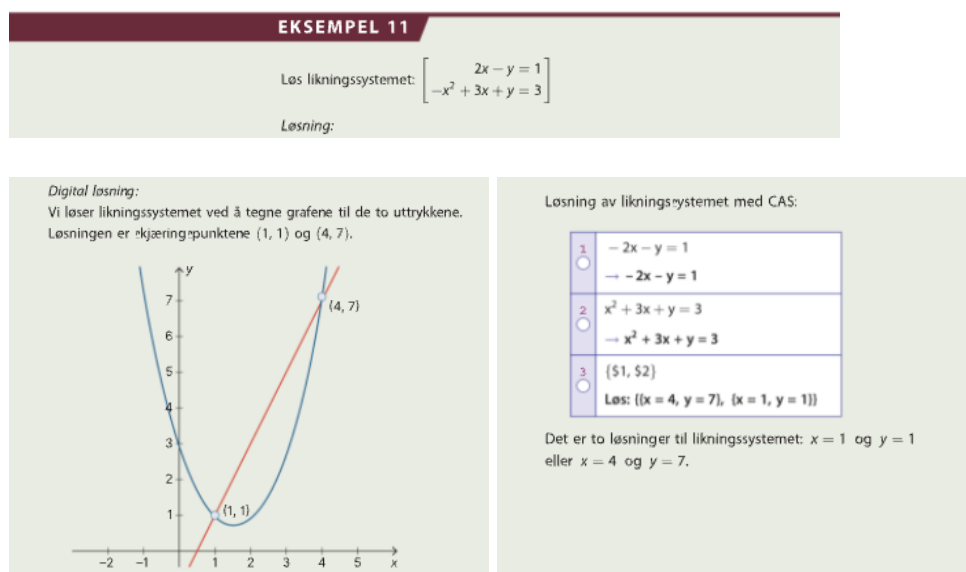 EKSEMPEL 11
Løs likningssystemet: [ 2x − y = 1
−x² + 3x + y = 3 ]
Løsning:
Digital løsning:
Vi løser likningssystemet ved å tegne grafene til de to uttrykkene.
Løsningen er skjæringspunktene (1, 1) og (4, 7).
y
7
(4, 7)
6
5
4
3
2
1
(1, 1)
−2 −1 1 2 3 4 5 x
Løsning av likningssystemet med CAS:
1 − 2x − y = 1
→ − 2x − y = 1
2 x² + 3x + y = 3
→ x² + 3x + y = 3
3 {$1, $2}
Løs: {{x = 4, y = 7}, {x = 1, y = 1}}
Det er to løsninger til likningssystemet: x = 1 og y = 1
eller x = 4 og y = 7.